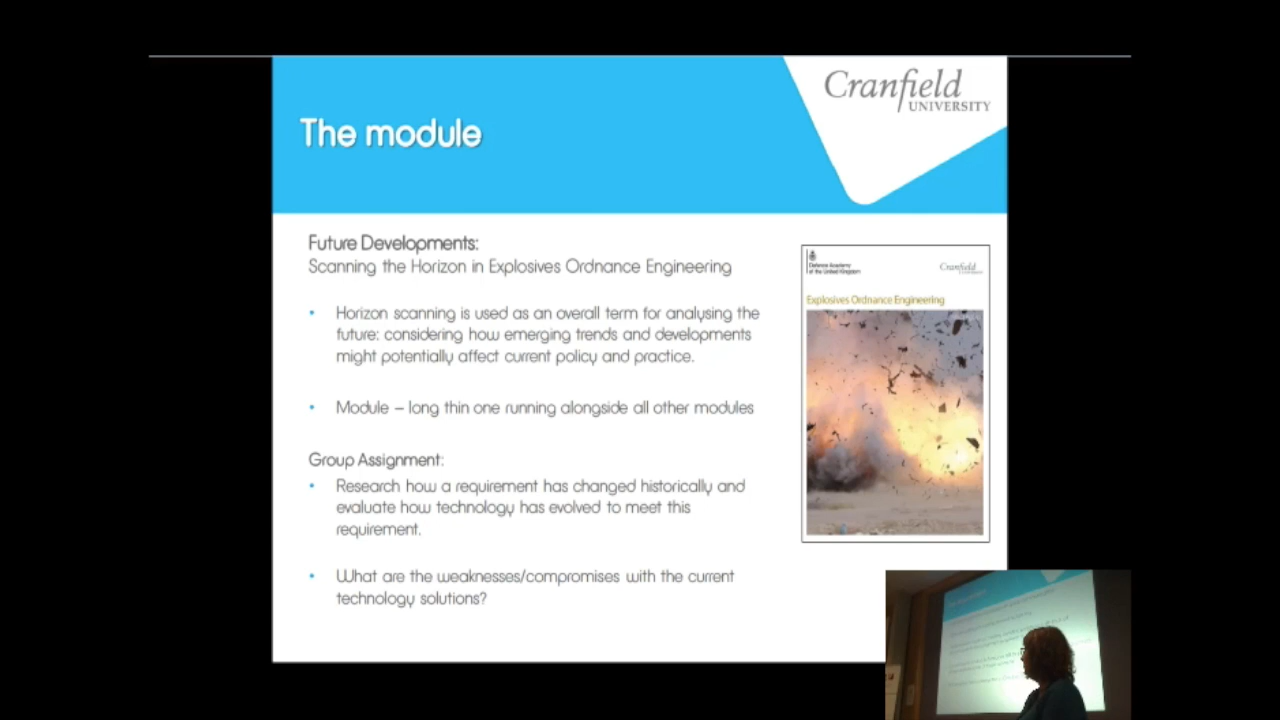 Cranfield
UNIVERSITY
The module
Future Developments:
Scanning the Horizon in Explosives Ordnance Engineering
• Horizon scanning is used as an overall term for analysing the
future: considering how emerging trends and developments
might potentially affect current policy and practice.
• Module – long thin one running alongside all other modules
Group Assignment:
• Research how a requirement has changed historically and
evaluate how technology has evolved to meet this
requirement.
• What are the weaknesses/compromises with the current
technology solutions?
Defence Academy
of the United Kingdom
Cranfield
Explosives Ordnance Engineering